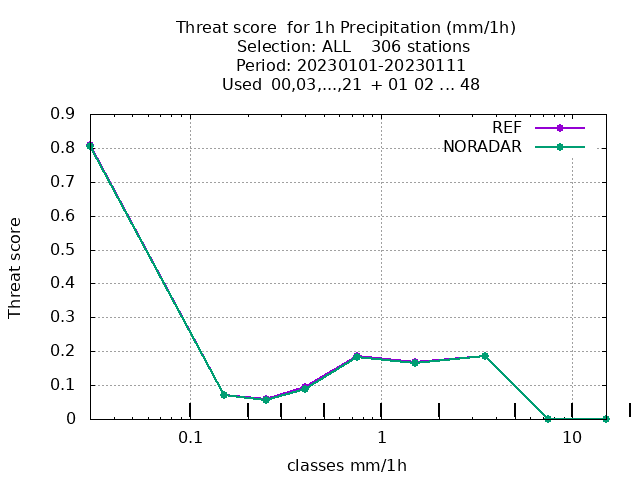 Threat score  for 1h Precipitation (mm/1h)
Selection: ALL    306 stations
Period: 20230101-20230111
Used  00,03,...,21  + 01 02 ... 48
REF
NORADAR
0.9
0.8
0.7
0.6
0.5
0.4
0.3
0.2
0.1
0
Threat score
0.1 1 10
classes mm/1h